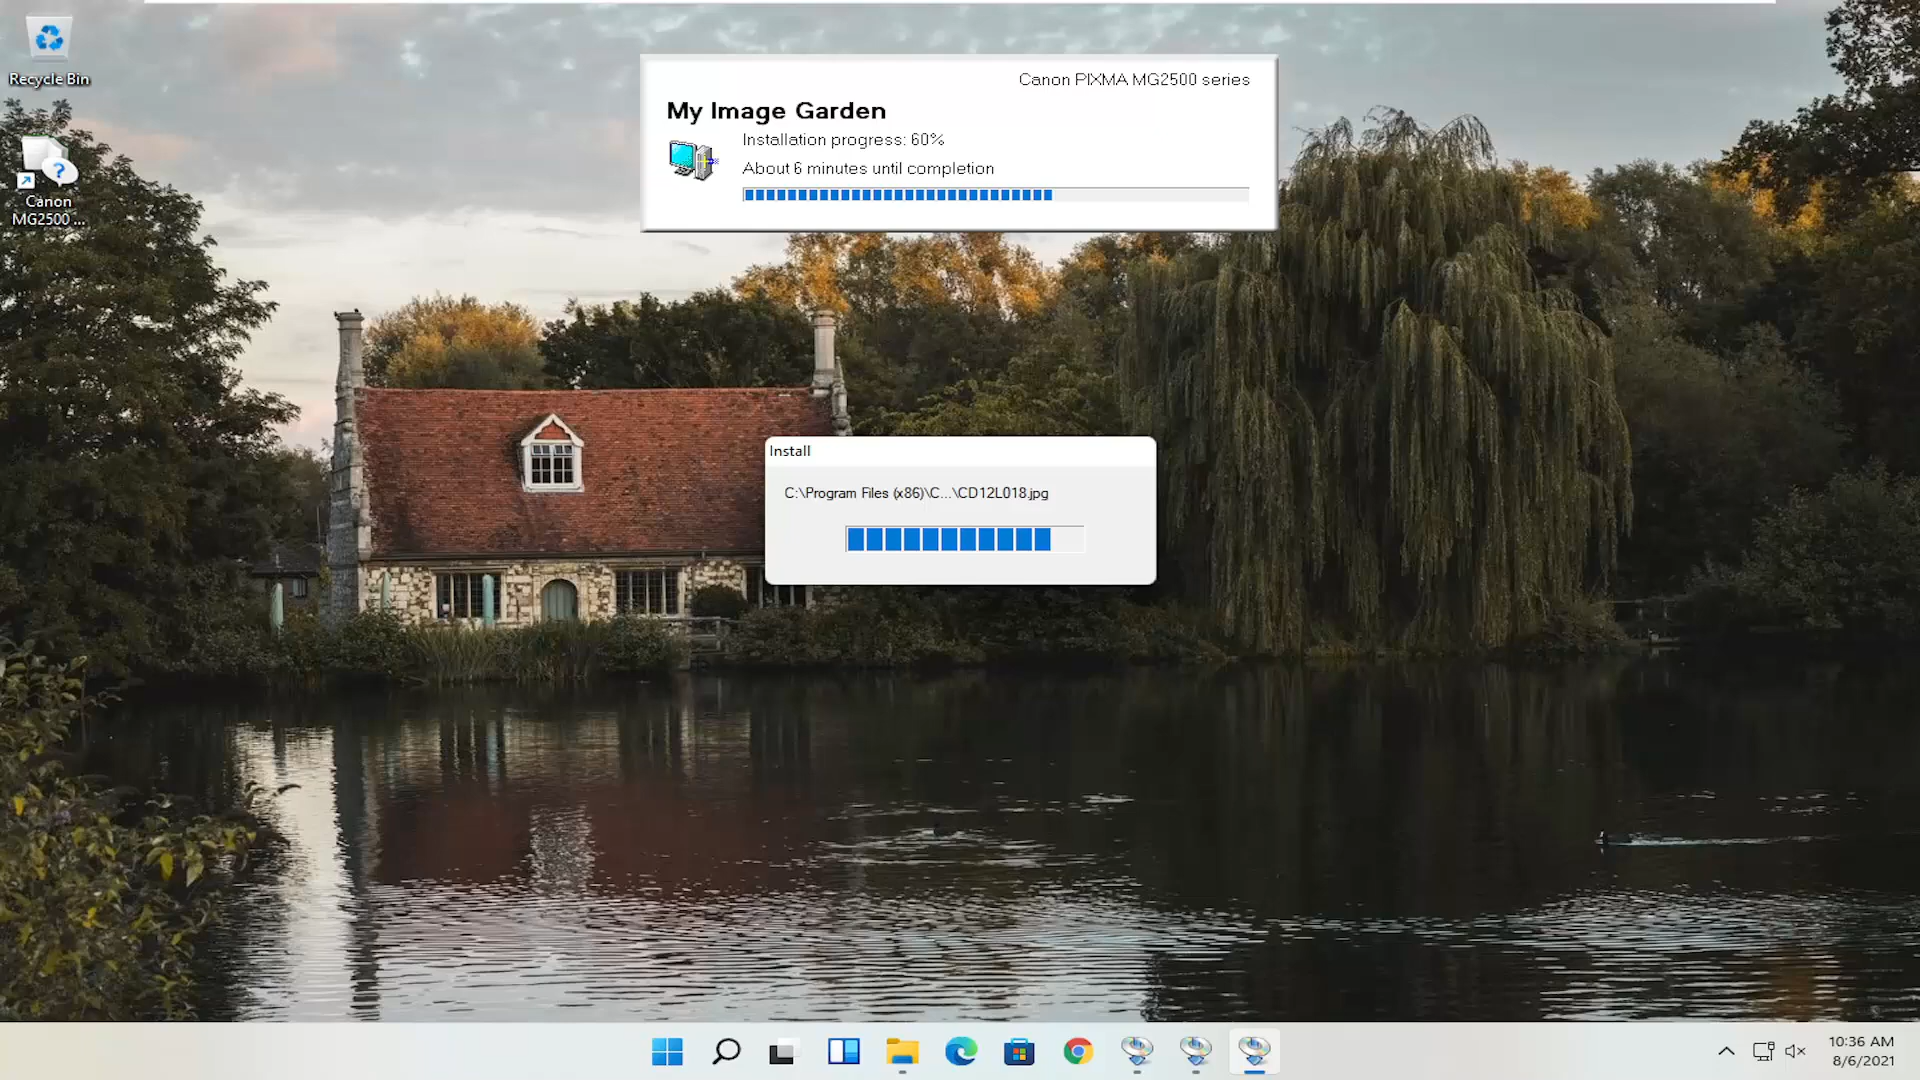 Recycle Bin
Canon
MG2500 ...
Canon PIXMA MG2500 series
My Image Garden
Installation progress: 60%
About 6 minutes until completion
Install
C:\Program Files (x86)\C...\CD12L018.jpg
10:36 AM
8/6/2021